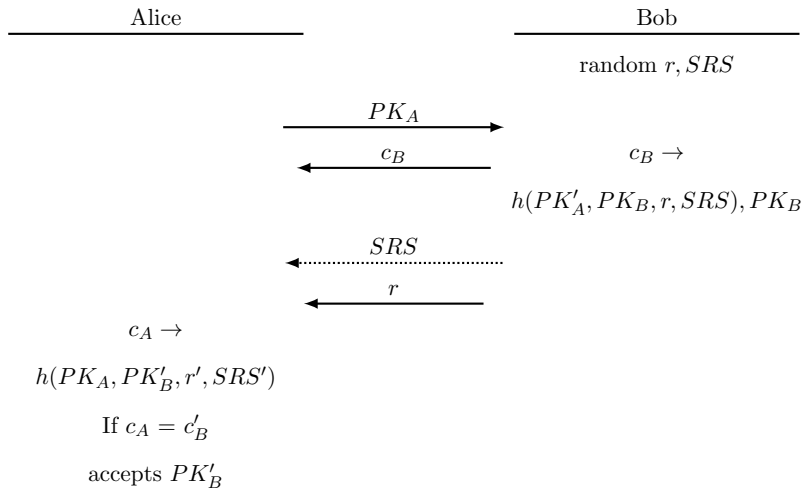 Alice
Bob
random r, SRS
PK_A
c_B
c_B →
h(PK'_A, PK_B, r, SRS), PK_B
SRS
r
c_A →
h(PK_A, PK'_B, r', SRS')
If c_A = c'_B
accepts PK'_B